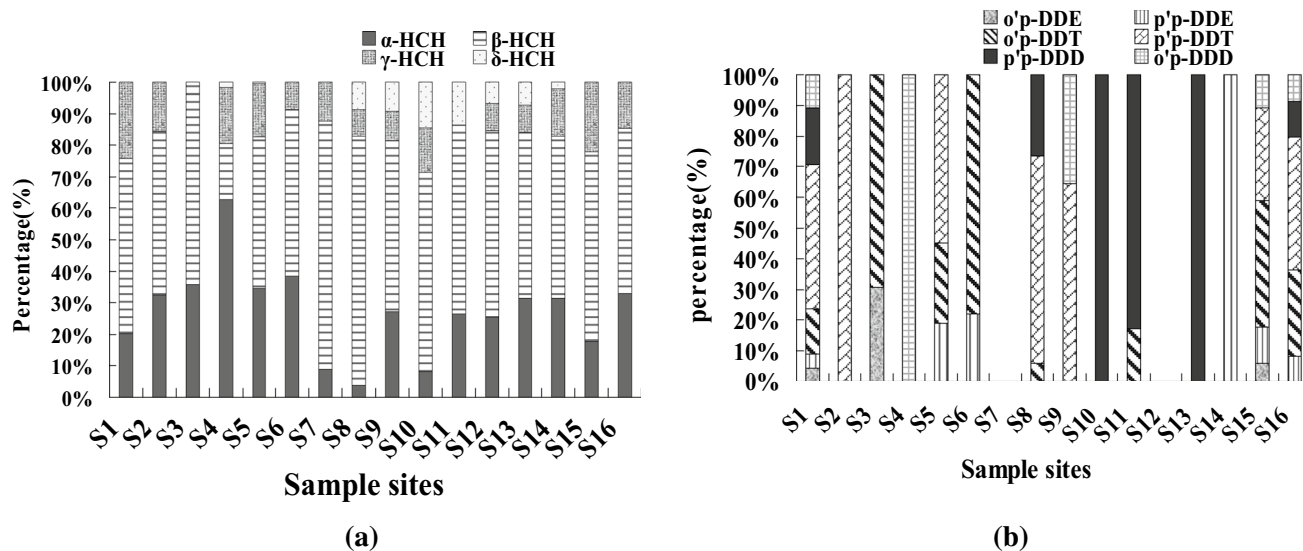 α-HCH β-HCH
γ-HCH δ-HCH
100%
90%
80%
70%
60%
50%
40%
30%
20%
10%
0%
Percentage(%)
S1 S2 S3 S4 S5 S6 S7 S8 S9 S10 S11 S12 S13 S14 S15 S16
Sample sites
(a)
o'p-DDE p'p-DDE
o'p-DDT p'p-DDT
p'p-DDD o'p-DDD
100%
90%
80%
70%
60%
50%
40%
30%
20%
10%
0%
percentage(%)
S1 S2 S3 S4 S5 S6 S7 S8 S9 S10 S11 S12 S13 S14 S15 S16
Sample sites
(b)